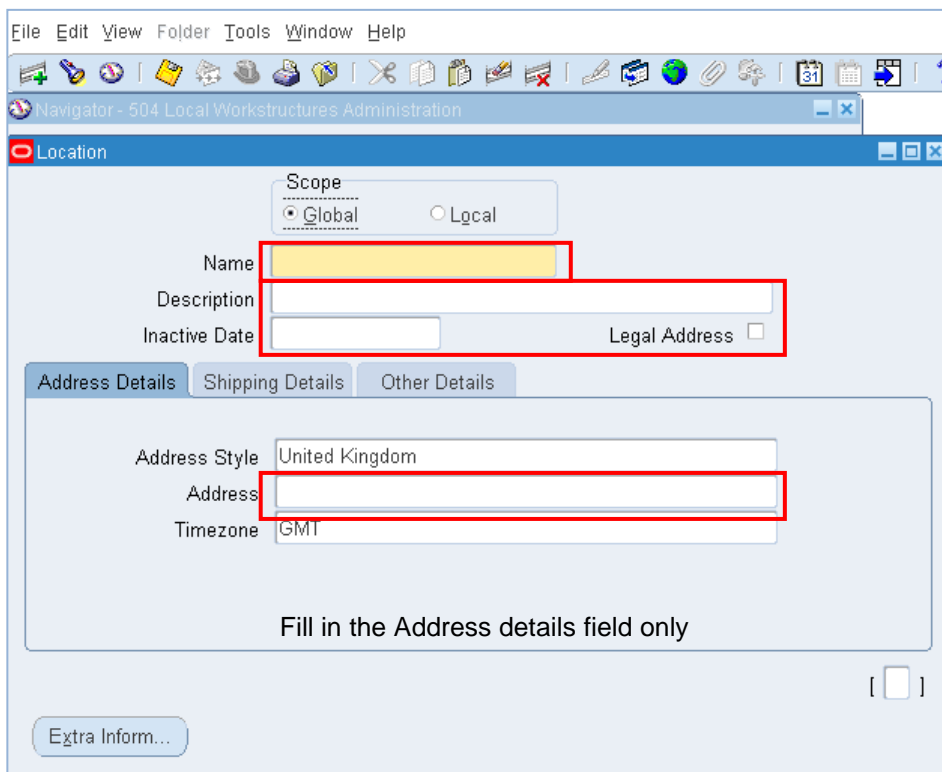 File Edit View Folder Tools Window Help
31
Navigator - 504 Local Workstructures Administration
Location
Scope
Global Local
Name
Description
Inactive Date Legal Address
Address Details Shipping Details Other Details
Address Style United Kingdom
Address
Timezone GMT
Fill in the Address details field only
[ ]
Extra Inform...